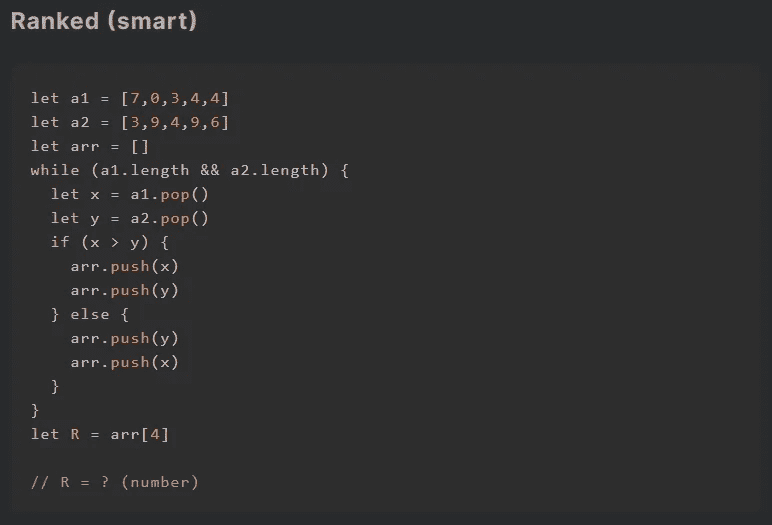 Ranked (smart)
let a1 = [7,0,3,4,4]
let a2 = [3,9,4,9,6]
let arr = []
while (a1.length && a2.length) {
  let x = a1.pop()
  let y = a2.pop()
  if (x > y) {
    arr.push(x)
    arr.push(y)
  } else {
    arr.push(y)
    arr.push(x)
  }
}
let R = arr[4]
// R = ? (number)